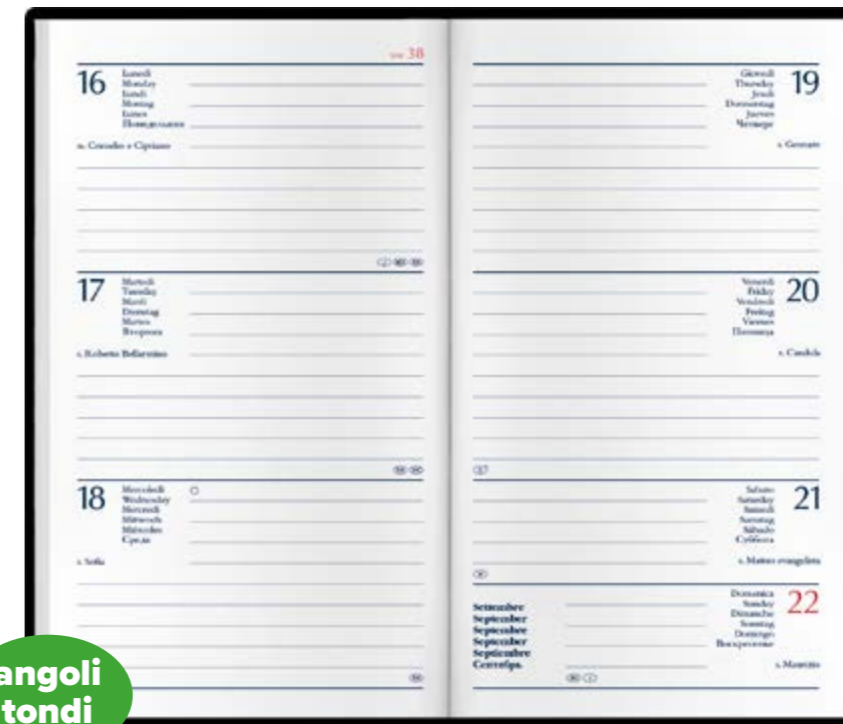 38
16
Lunedì
Monday
Lundi
Montag
Lunes
Понедельник
ss. Cornelio e Cipriano
17
Martedì
Tuesday
Mardi
Dienstag
Martes
Вторник
s. Roberto Bellarmino
18
Mercoledì
Wednesday
Mercredi
Mittwoch
Miércoles
Среда
s. Sofia
19
Giovedì
Thursday
Jeudi
Donnerstag
Jueves
Четверг
s. Gennaro
20
Venerdì
Friday
Vendredi
Freitag
Viernes
Пятница
s. Candida
21
Sabato
Saturday
Samedi
Samstag
Sábado
Суббота
s. Matteo evangelista
22
Domenica
Sunday
Dimanche
Sonntag
Domingo
Воскресенье
s. Maurizio
Settembre
September
Septembre
September
Septiembre
Сентябрь
angoli
tondi